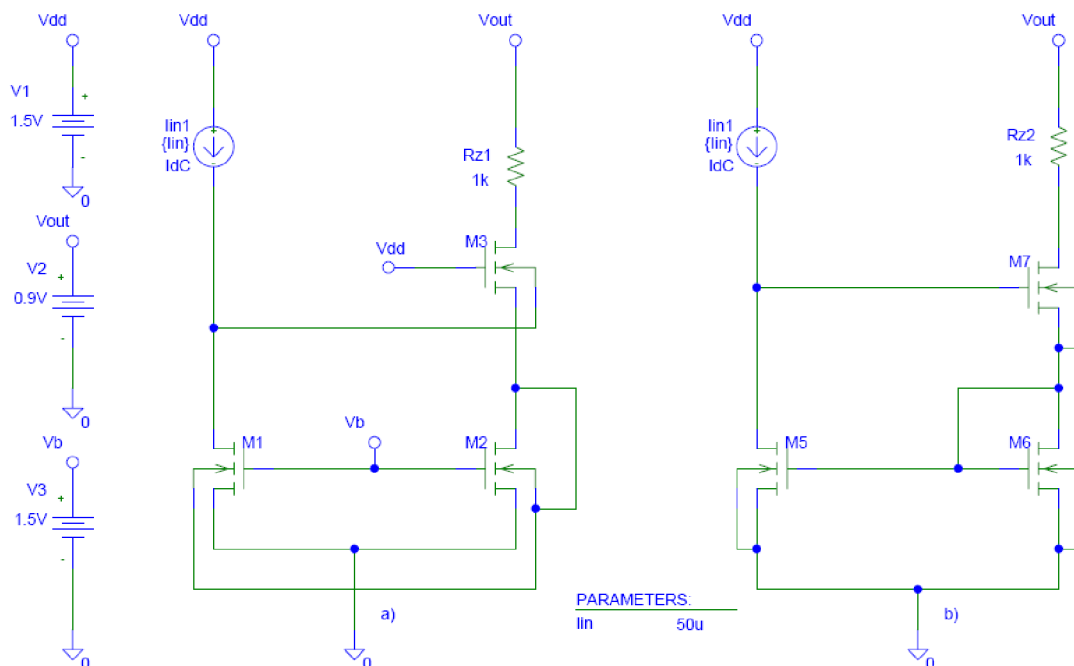 Vdd
V1
1.5V
+
-
0
Vout
V2
0.9V
+
-
0
Vb
V3
1.5V
+
-
0
Vdd
Iin1
{Iin}
IdC
+
-
Vout
Rz1
1k
Vdd
M3
M1
Vb
M2
a)
0
PARAMETERS:
Iin 50u
Vdd
Iin1
{Iin}
IdC
+
-
Vout
Rz2
1k
M7
M5
M6
b)
0